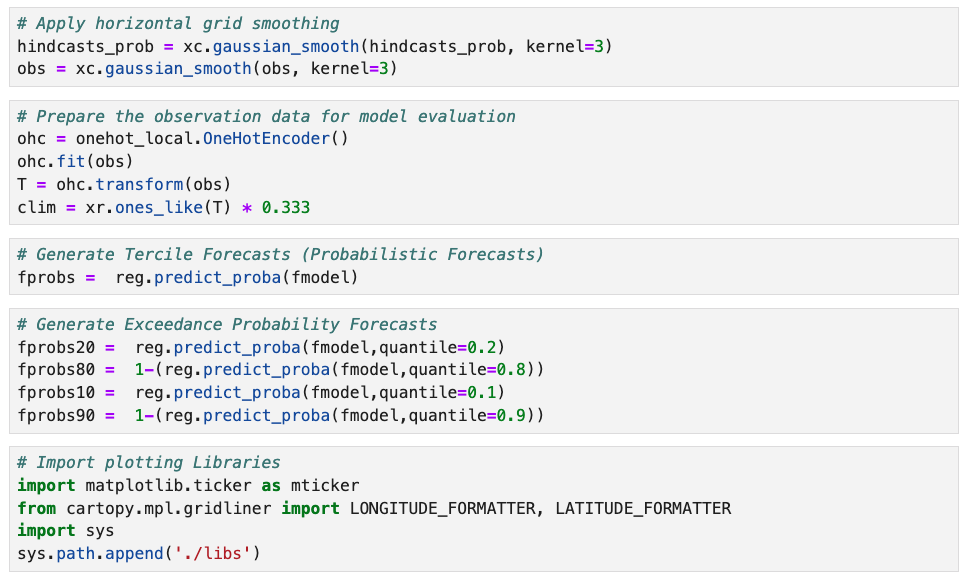 # Apply horizontal grid smoothing
hindcasts_prob = xc.gaussian_smooth(hindcasts_prob, kernel=3)
obs = xc.gaussian_smooth(obs, kernel=3)
# Prepare the observation data for model evaluation
ohc = onehot_local.OneHotEncoder()
ohc.fit(obs)
T = ohc.transform(obs)
clim = xr.ones_like(T) * 0.333
# Generate Tercile Forecasts (Probabilistic Forecasts)
fprobs =  reg.predict_proba(fmodel)
# Generate Exceedance Probability Forecasts
fprobs20 =  reg.predict_proba(fmodel,quantile=0.2)
fprobs80 =  1-(reg.predict_proba(fmodel,quantile=0.8))
fprobs10 =  reg.predict_proba(fmodel,quantile=0.1)
fprobs90 =  1-(reg.predict_proba(fmodel,quantile=0.9))
# Import plotting Libraries
import matplotlib.ticker as mticker
from cartopy.mpl.gridliner import LONGITUDE_FORMATTER, LATITUDE_FORMATTER
import sys
sys.path.append('./libs')